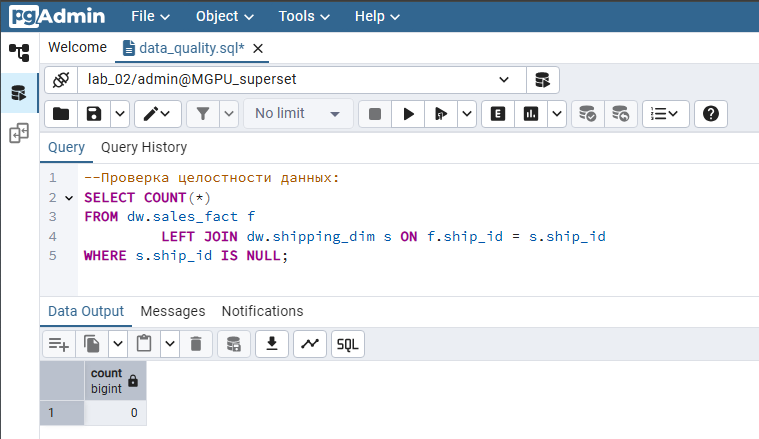 pgAdmin File Object Tools Help
Welcome data_quality.sql*
lab_02/admin@MGPU_superset
No limit E
Query Query History
1 --Проверка целостности данных:
2 SELECT COUNT(*)
3 FROM dw.sales_fact f
4 LEFT JOIN dw.shipping_dim s ON f.ship_id = s.ship_id
5 WHERE s.ship_id IS NULL;
Data Output Messages Notifications
SQL
count
bigint
1 0